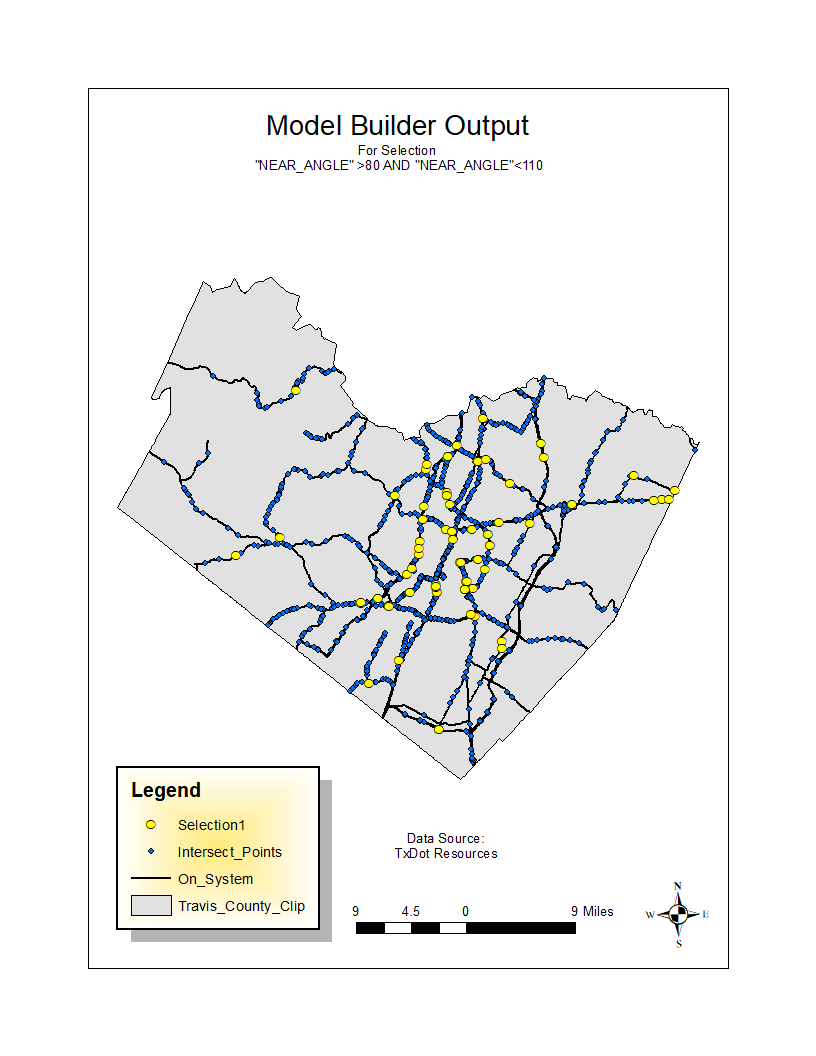 Model Builder Output
For Selection
"NEAR_ANGLE" >80 AND "NEAR_ANGLE"<110
Legend
Selection1
Intersect_Points
On_System
Travis_County_Clip
Data Source:
TxDot Resources
9 4.5 0 9 Miles
N
W E
S